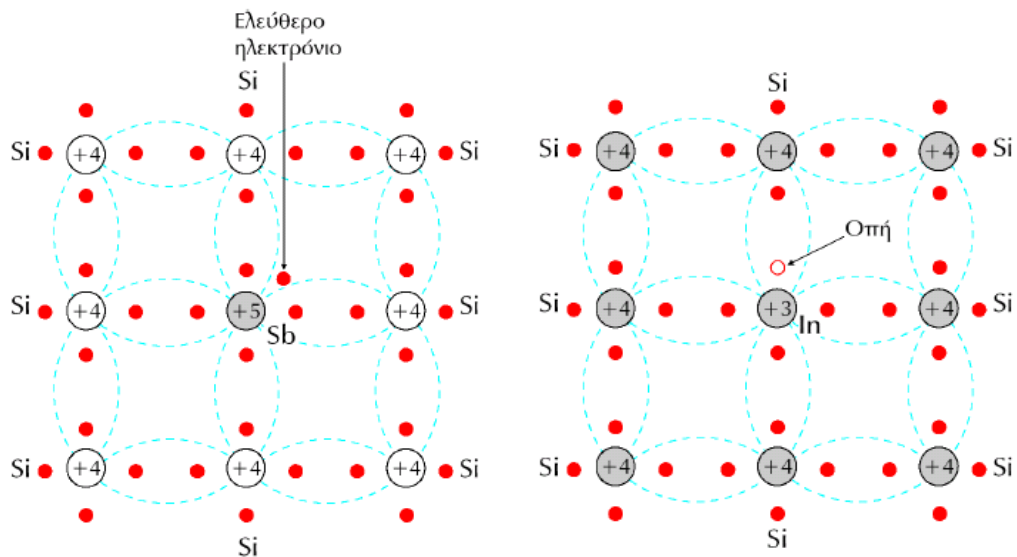 Ελεύθερο
ηλεκτρόνιο
Si
Si +4 +4 +4 Si
Si +4 +5 +4 Si
Sb
Si +4 +4 +4 Si
Si
Si
Si +4 +4 +4 Si
Οπή
Si +4 +3 +4 Si
In
Si +4 +4 +4 Si
Si